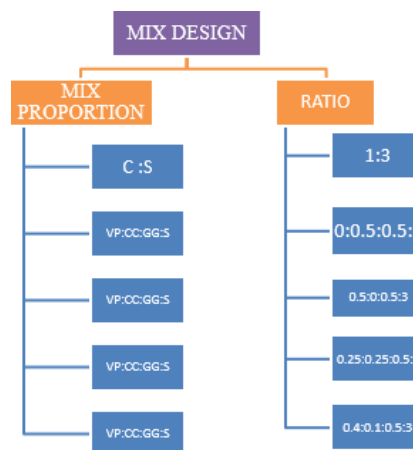 MIX DESIGN
MIX
PROPORTION
C :S
VP:CC:GG:S
VP:CC:GG:S
VP:CC:GG:S
VP:CC:GG:S
RATIO
1:3
0:0.5:0.5:
0.5:0:0.5:3
0.25:0.25:0.5:
0.4:0.1:0.5:3